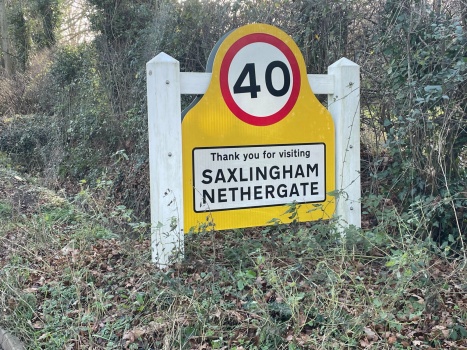 40
Thank you for visiting
SAXLINGHAM
NETHERGATE